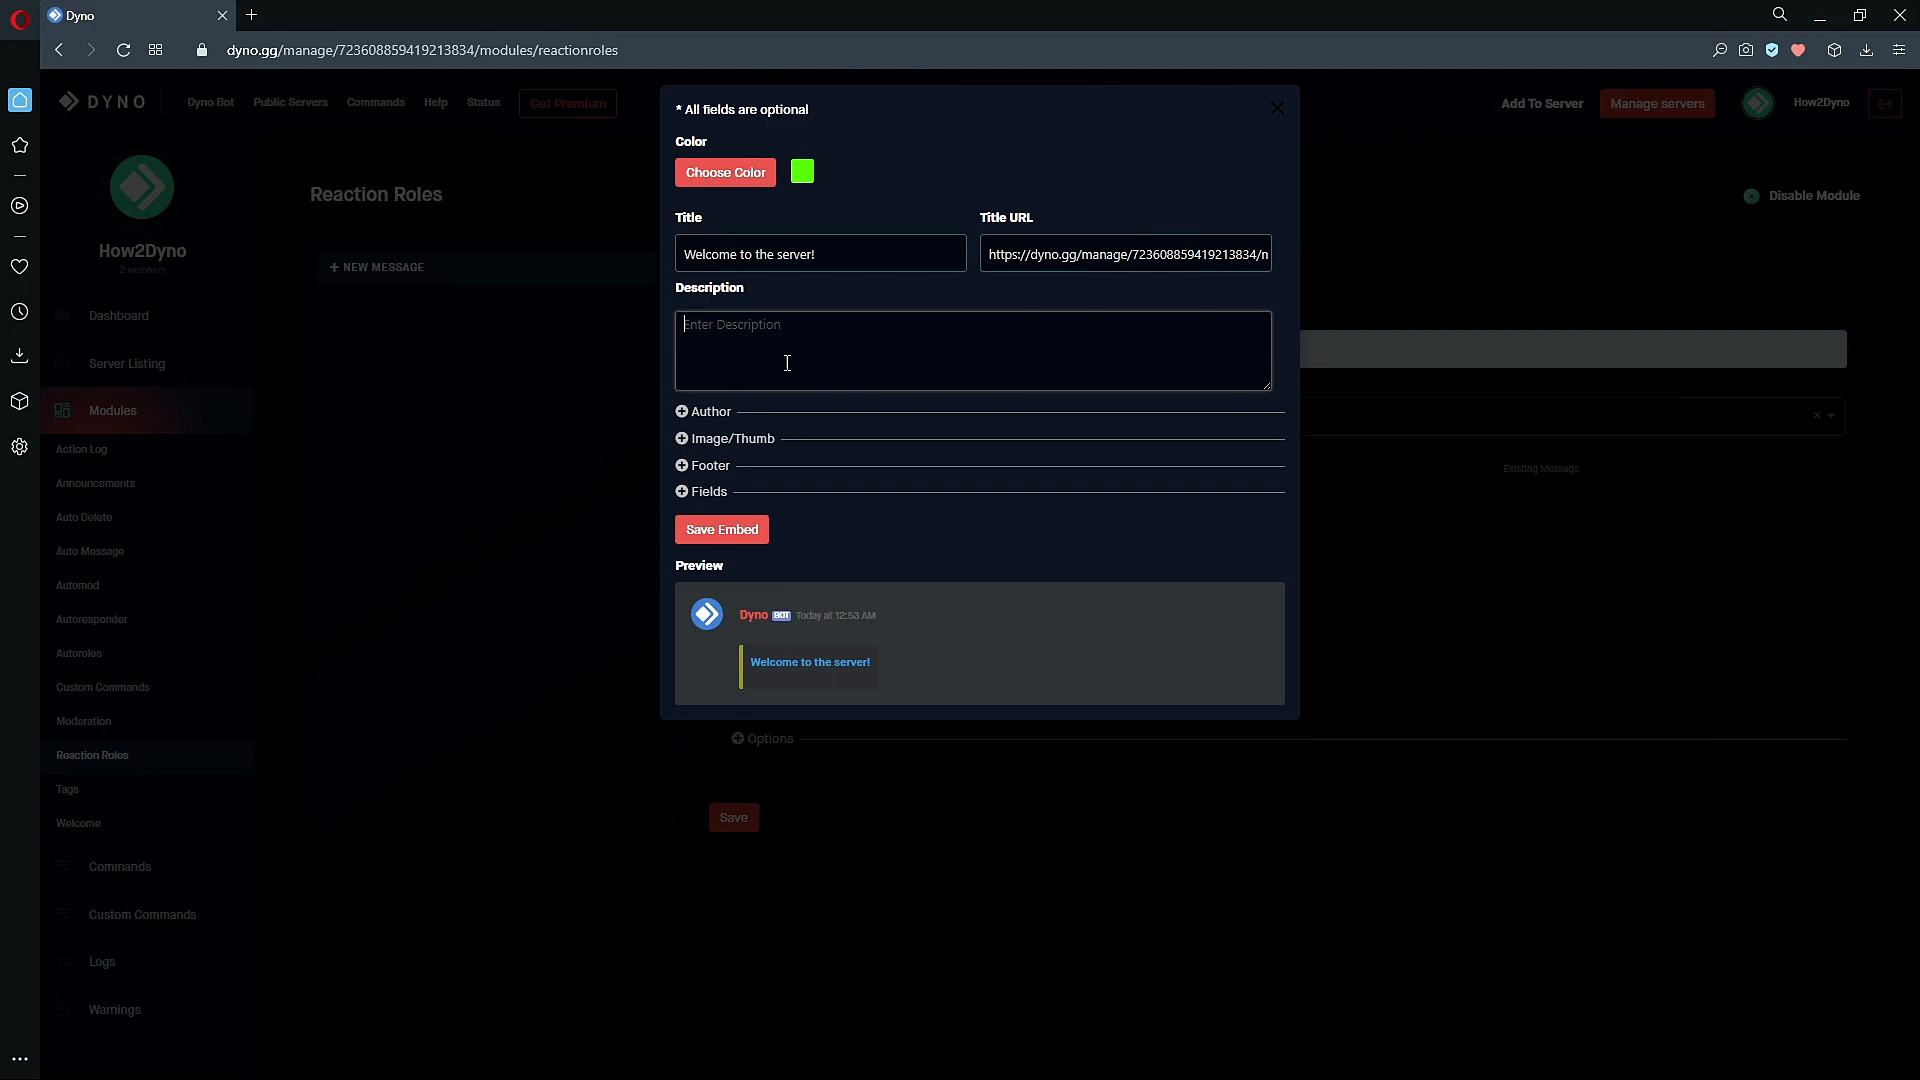 Dyno
dyno.gg/manage/723608859419213834/modules/reactionroles
DYNO
Dyno Bot
Public Servers
Commands
Help
Status
Get Premium
Add To Server
Manage servers
How2Dyno
How2Dyno
2 members
Dashboard
Server Listing
Modules
Action Log
Announcements
Auto Delete
Auto Message
Automod
Autoresponder
Autoroles
Custom Commands
Moderation
Reaction Roles
Tags
Welcome
Commands
Custom Commands
Logs
Warnings
Reaction Roles
Disable Module
+ NEW MESSAGE
* All fields are optional
Color
Choose Color
Title
Title URL
Welcome to the server!
https://dyno.gg/manage/723608859419213834/n
Description
Enter Description
Author
Image/Thumb
Footer
Fields
Save Embed
Preview
Dyno BOT Today at 12:53 AM
Welcome to the server!
Existing Message
Options
Save